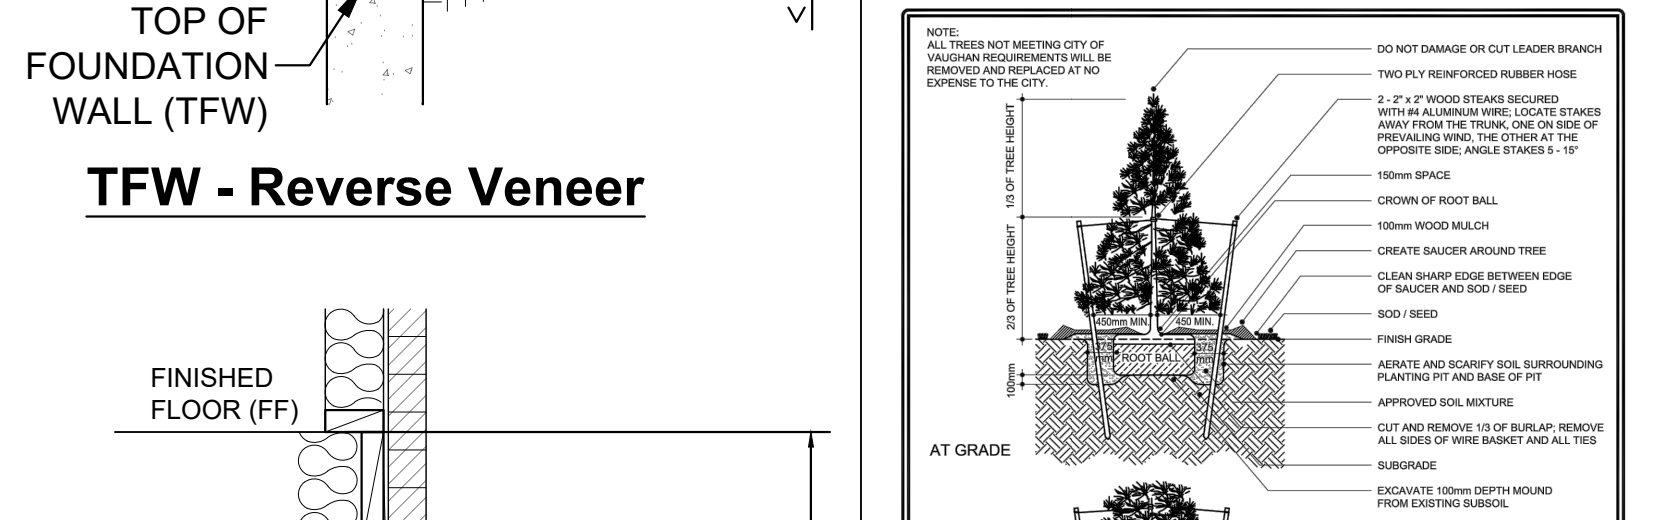 TOP OF
FOUNDATION
WALL (TFW)
TFW - Reverse Veneer
FINISHED
FLOOR (FF)
NOTE:
ALL TREES NOT MEETING CITY OF
VAUGHAN REQUIREMENTS WILL BE
REMOVED AND REPLACED AT NO
EXPENSE TO THE CITY.
1/3 OF TREE HEIGHT
2/3 OF TREE HEIGHT
100mm
450mm MIN.
450 MIN.
375
mm
ROOT BALL
375
mm
AT GRADE
DO NOT DAMAGE OR CUT LEADER BRANCH
TWO PLY REINFORCED RUBBER HOSE
2 - 2" x 2" WOOD STEAKS SECURED
WITH #4 ALUMINUM WIRE; LOCATE STAKES
AWAY FROM THE TRUNK, ONE ON SIDE OF
PREVAILING WIND, THE OTHER AT THE
OPPOSITE SIDE; ANGLE STAKES 5 - 15°
150mm SPACE
CROWN OF ROOT BALL
100mm WOOD MULCH
CREATE SAUCER AROUND TREE
CLEAN SHARP EDGE BETWEEN EDGE
OF SAUCER AND SOD / SEED
SOD / SEED
FINISH GRADE
AERATE AND SCARIFY SOIL SURROUNDING
PLANTING PIT AND BASE OF PIT
APPROVED SOIL MIXTURE
CUT AND REMOVE 1/3 OF BURLAP; REMOVE
ALL SIDES OF WIRE BASKET AND ALL TIES
SUBGRADE
EXCAVATE 100mm DEPTH MOUND
FROM EXISTING SUBSOIL